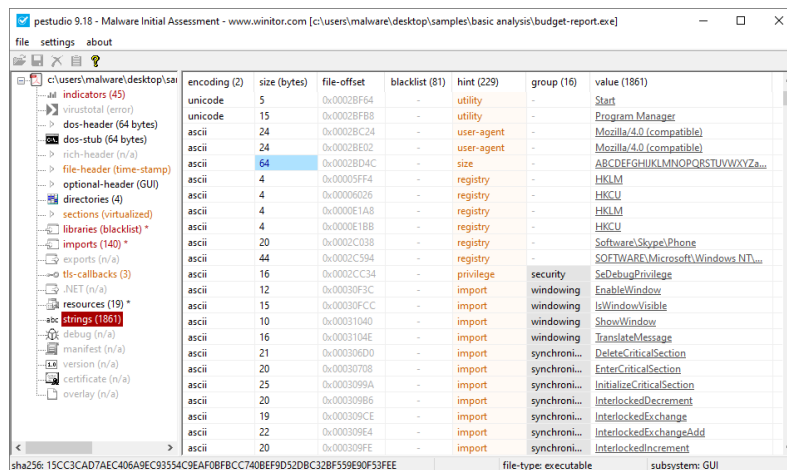 pestudio 9.18 - Malware Initial Assessment - www.winitor.com [c:\users\malware\desktop\samples\basic analysis\budget-report.exe]
file settings about
c:\users\malware\desktop\sar
indicators (45)
virustotal (error)
dos-header (64 bytes)
dos-stub (64 bytes)
rich-header (n/a)
file-header (time-stamp)
optional-header (GUI)
directories (4)
sections (virtualized)
libraries (blacklist) *
imports (140) *
exports (n/a)
tls-callbacks (3)
.NET (n/a)
resources (19) *
abc strings (1861)
debug (n/a)
manifest (n/a)
1.0 version (n/a)
certificate (n/a)
overlay (n/a)
encoding (2) size (bytes) file-offset blacklist (81) hint (229) group (16) value (1861)
unicode 5 0x0002BF64 - utility - Start
unicode 15 0x0002BFB8 - utility - Program Manager
ascii 24 0x0002BC24 - user-agent - Mozilla/4.0 (compatible)
ascii 24 0x0002BE02 - user-agent - Mozilla/4.0 (compatible)
ascii 64 0x0002BD4C - size - ABCDEFGHIJKLMNOPQRSTUVWXYZa...
ascii 4 0x00005FF4 - registry - HKLM
ascii 4 0x00006026 - registry - HKCU
ascii 4 0x0000E1A8 - registry - HKLM
ascii 4 0x0000E1BB - registry - HKCU
ascii 20 0x0002C038 - registry - Software\Skype\Phone
ascii 44 0x0002C594 - registry - SOFTWARE\Microsoft\Windows NT\...
ascii 16 0x0002CC34 - privilege security SeDebugPrivilege
ascii 12 0x00030F3C - import windowing EnableWindow
ascii 15 0x00030FCC - import windowing IsWindowVisible
ascii 10 0x00031040 - import windowing ShowWindow
ascii 16 0x0003104E - import windowing TranslateMessage
ascii 21 0x000306D0 - import synchroni... DeleteCriticalSection
ascii 20 0x00030708 - import synchroni... EnterCriticalSection
ascii 25 0x0003099A - import synchroni... InitializeCriticalSection
ascii 20 0x000309B6 - import synchroni... InterlockedDecrement
ascii 19 0x000309CE - import synchroni... InterlockedExchange
ascii 22 0x000309E4 - import synchroni... InterlockedExchangeAdd
ascii 20 0x000309FE - import synchroni... InterlockedIncrement
sha256: 15CC3CAD7AEC406A9EC93554C9EAF0BFBCC740BEF9D52DBC32BF559E90F53FEE file-type: executable subsystem: GUI